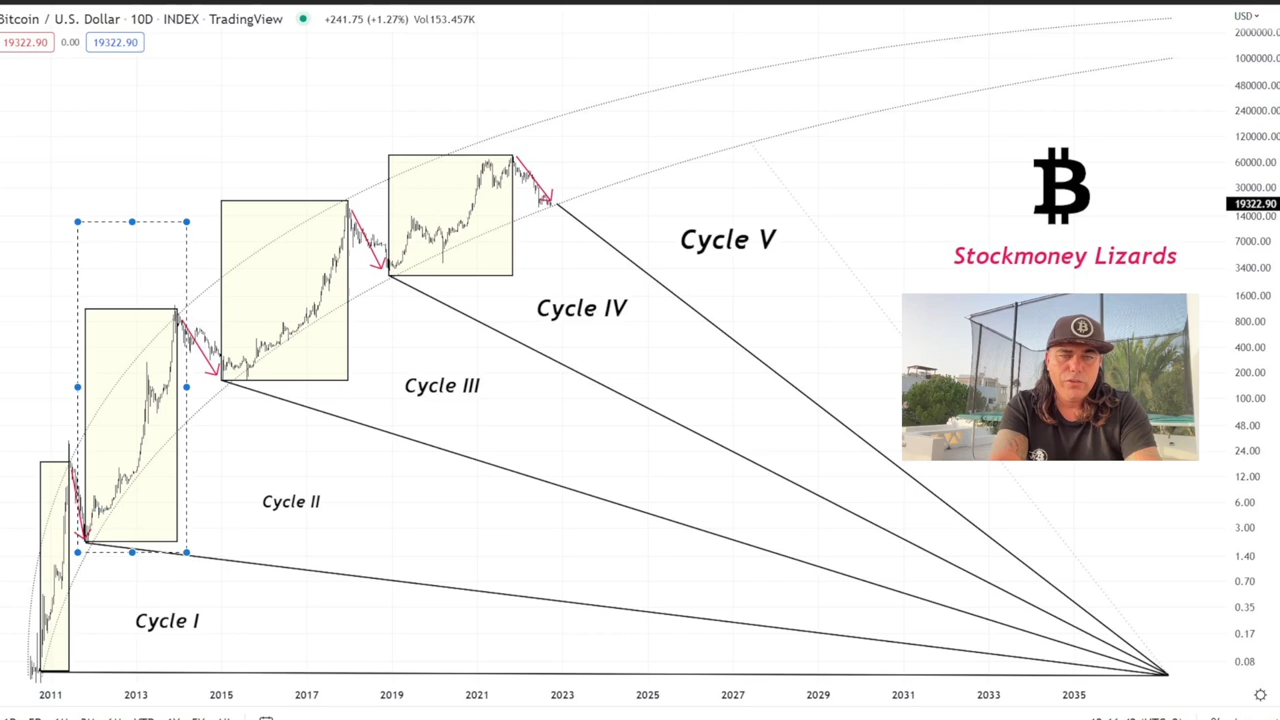 Bitcoin / U.S. Dollar · 10D · INDEX · TradingView +241.75 (+1.27%) Vol153.457K
19322.90 0.00 19322.90
USD
1000000.0
480000.00
240000.00
120000.00
60000.00
30000.00
19322.90
14000.00
7000.00
3400.00
1600.00
800.00
400.00
200.00
100.00
48.00
24.00
12.00
6.00
3.00
1.40
0.70
0.35
0.17
0.08
Stockmoney Lizards
Cycle V
Cycle IV
Cycle III
Cycle II
Cycle I
2011 2013 2015 2017 2019 2021 2023 2025 2027 2029 2031 2033 2035